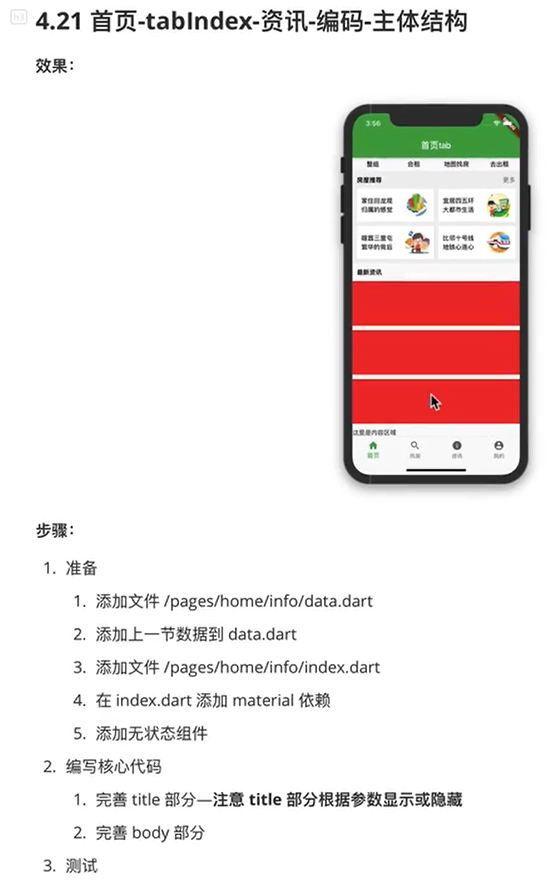 h3
4.21 首页-tabIndex-资讯-编码-主体结构
效果：
3:56
首页tab
整租 合租 地图找房 去出租
房屋推荐 更多
家住回龙观
归属的感觉
宜居四五环
大都市生活
喧嚣三里屯
繁华的背后
比邻十号线
地铁心连心
最新资讯
这里是内容区域
首页 找房 资讯 我的
步骤：
1. 准备
1. 添加文件 /pages/home/info/data.dart
2. 添加上一节数据到 data.dart
3. 添加文件 /pages/home/info/index.dart
4. 在 index.dart 添加 material 依赖
5. 添加无状态组件
2. 编写核心代码
1. 完善 title 部分—注意 title 部分根据参数显示或隐藏
2. 完善 body 部分
3. 测试